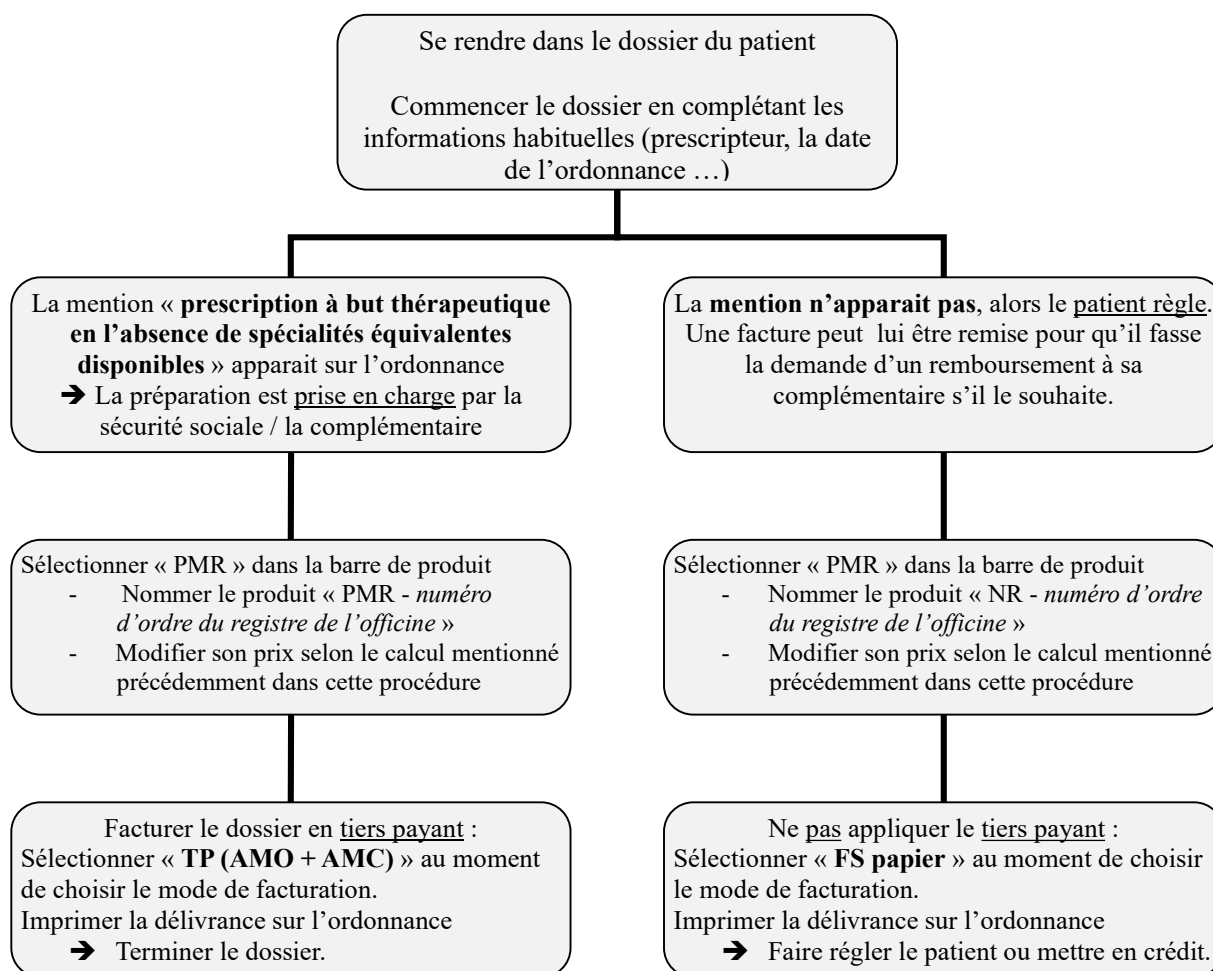 Se rendre dans le dossier du patient
Commencer le dossier en complétant les
informations habituelles (prescripteur, la date
de l’ordonnance …)
La mention « prescription à but thérapeutique
en l’absence de spécialités équivalentes
disponibles » apparait sur l’ordonnance
➔ La préparation est prise en charge par la
sécurité sociale / la complémentaire
La mention n’apparait pas, alors le patient règle.
Une facture peut lui être remise pour qu’il fasse
la demande d’un remboursement à sa
complémentaire s’il le souhaite.
Sélectionner « PMR » dans la barre de produit
- Nommer le produit « PMR - numéro
d’ordre du registre de l’officine »
- Modifier son prix selon le calcul mentionné
précédemment dans cette procédure
Sélectionner « PMR » dans la barre de produit
- Nommer le produit « NR - numéro d’ordre
du registre de l’officine »
- Modifier son prix selon le calcul mentionné
précédemment dans cette procédure
Facturer le dossier en tiers payant :
Sélectionner « TP (AMO + AMC) » au moment
de choisir le mode de facturation.
Imprimer la délivrance sur l’ordonnance
➔ Terminer le dossier.
Ne pas appliquer le tiers payant :
Sélectionner « FS papier » au moment de choisir
le mode de facturation.
Imprimer la délivrance sur l’ordonnance
➔ Faire régler le patient ou mettre en crédit.